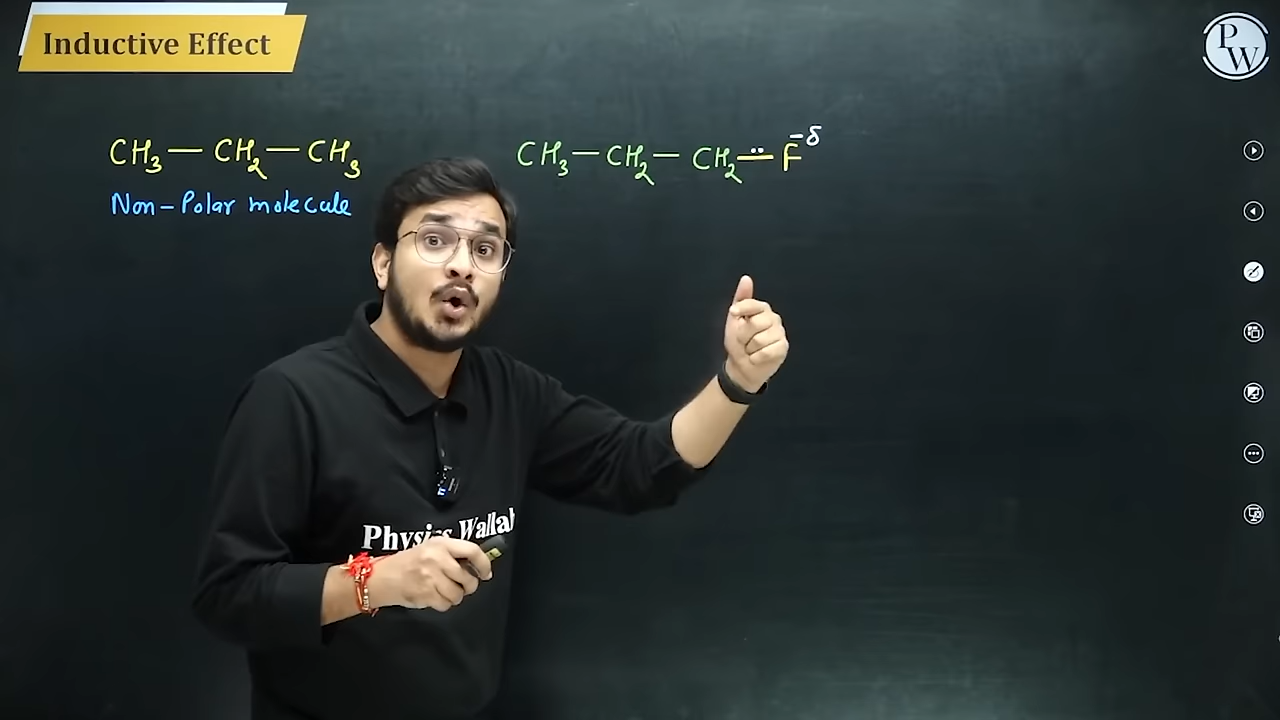 Inductive Effect
PW
CH₃ — CH₂ — CH₃
CH₃ — CH₂ — CH₂ — F⁻δ
Non-Polar molecule
Physics Wallah